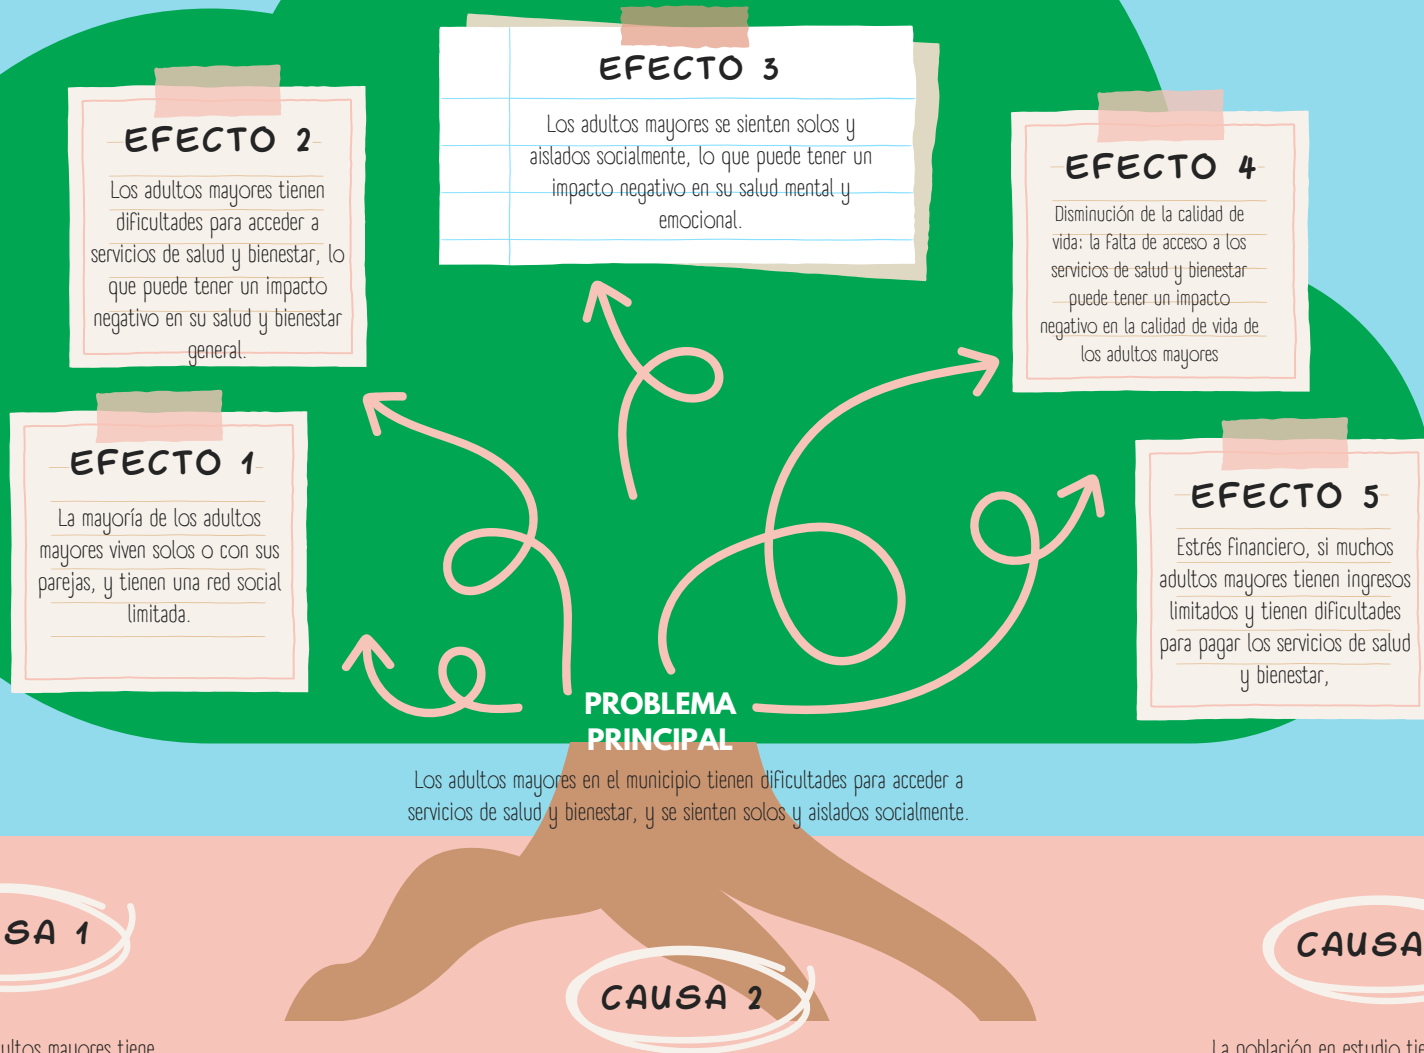 EFECTO 3
Los adultos mayores se sienten solos y
aislados socialmente, lo que puede tener un
impacto negativo en su salud mental y
emocional.
EFECTO 2
Los adultos mayores tienen
dificultades para acceder a
servicios de salud y bienestar, lo
que puede tener un impacto
negativo en su salud y bienestar
general.
EFECTO 4
Disminución de la calidad de
vida: la falta de acceso a los
servicios de salud y bienestar
puede tener un impacto
negativo en la calidad de vida de
los adultos mayores
EFECTO 1
La mayoría de los adultos
mayores viven solos o con sus
parejas, y tienen una red social
limitada.
EFECTO 5
Estrés financiero, si muchos
adultos mayores tienen ingresos
limitados y tienen dificultades
para pagar los servicios de salud
y bienestar,
PROBLEMA
PRINCIPAL
Los adultos mayores en el municipio tienen dificultades para acceder a
servicios de salud y bienestar, y se sienten solos y aislados socialmente.
SA 1
CAUSA 2
CAUSA
mayores tiene
La población en estudio